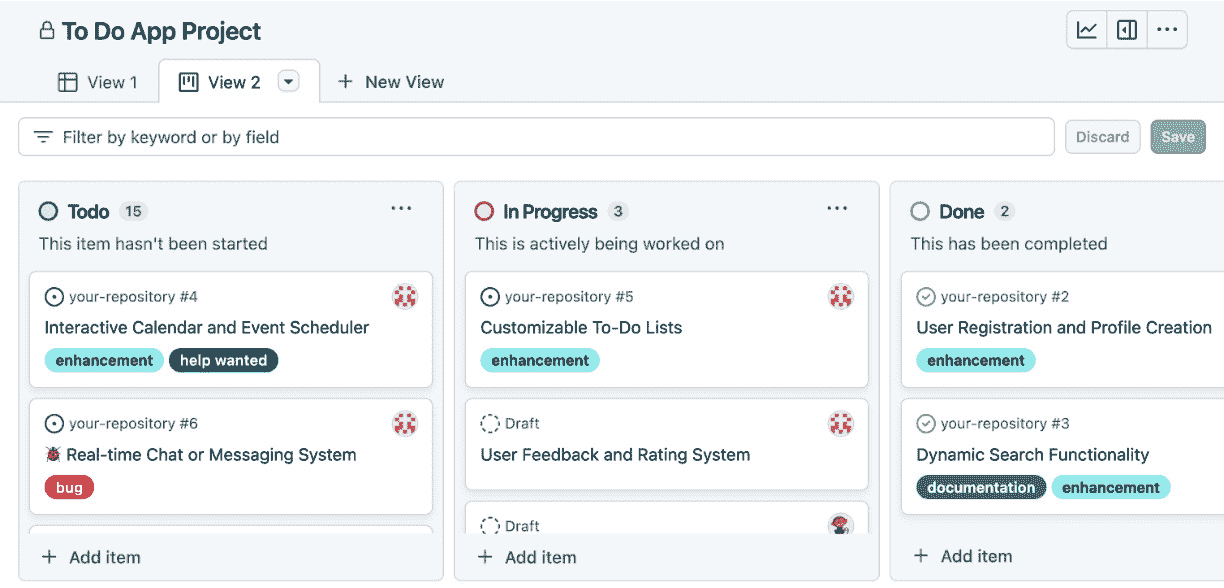 To Do App Project
View 1
View 2
New View
Filter by keyword or by field
Discard
Save
Todo 15
This item hasn't been started
your-repository #4
Interactive Calendar and Event Scheduler
enhancement help wanted
your-repository #6
Real-time Chat or Messaging System
bug
+ Add item
In Progress 3
This is actively being worked on
your-repository #5
Customizable To-Do Lists
enhancement
Draft
User Feedback and Rating System
Draft
+ Add item
Done 2
This has been completed
your-repository #2
User Registration and Profile Creation
enhancement
your-repository #3
Dynamic Search Functionality
documentation enhancement
+ Add item